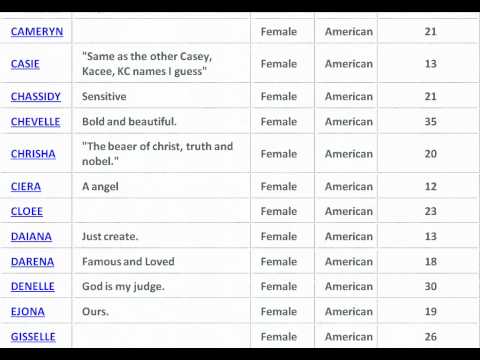 CAMERYN Female American 21
CASIE "Same as the other Casey, Kacee, KC names I guess" Female American 13
CHASSIDY Sensitive Female American 21
CHEVELLE Bold and beautiful. Female American 35
CHRISHA "The beaer of christ, truth and nobel." Female American 20
CIERA A angel Female American 12
CLOEE Female American 23
DAIANA Just create. Female American 13
DARENA Famous and Loved Female American 18
DENELLE God is my judge. Female American 30
EJONA Ours. Female American 19
GISSELLE Female American 26